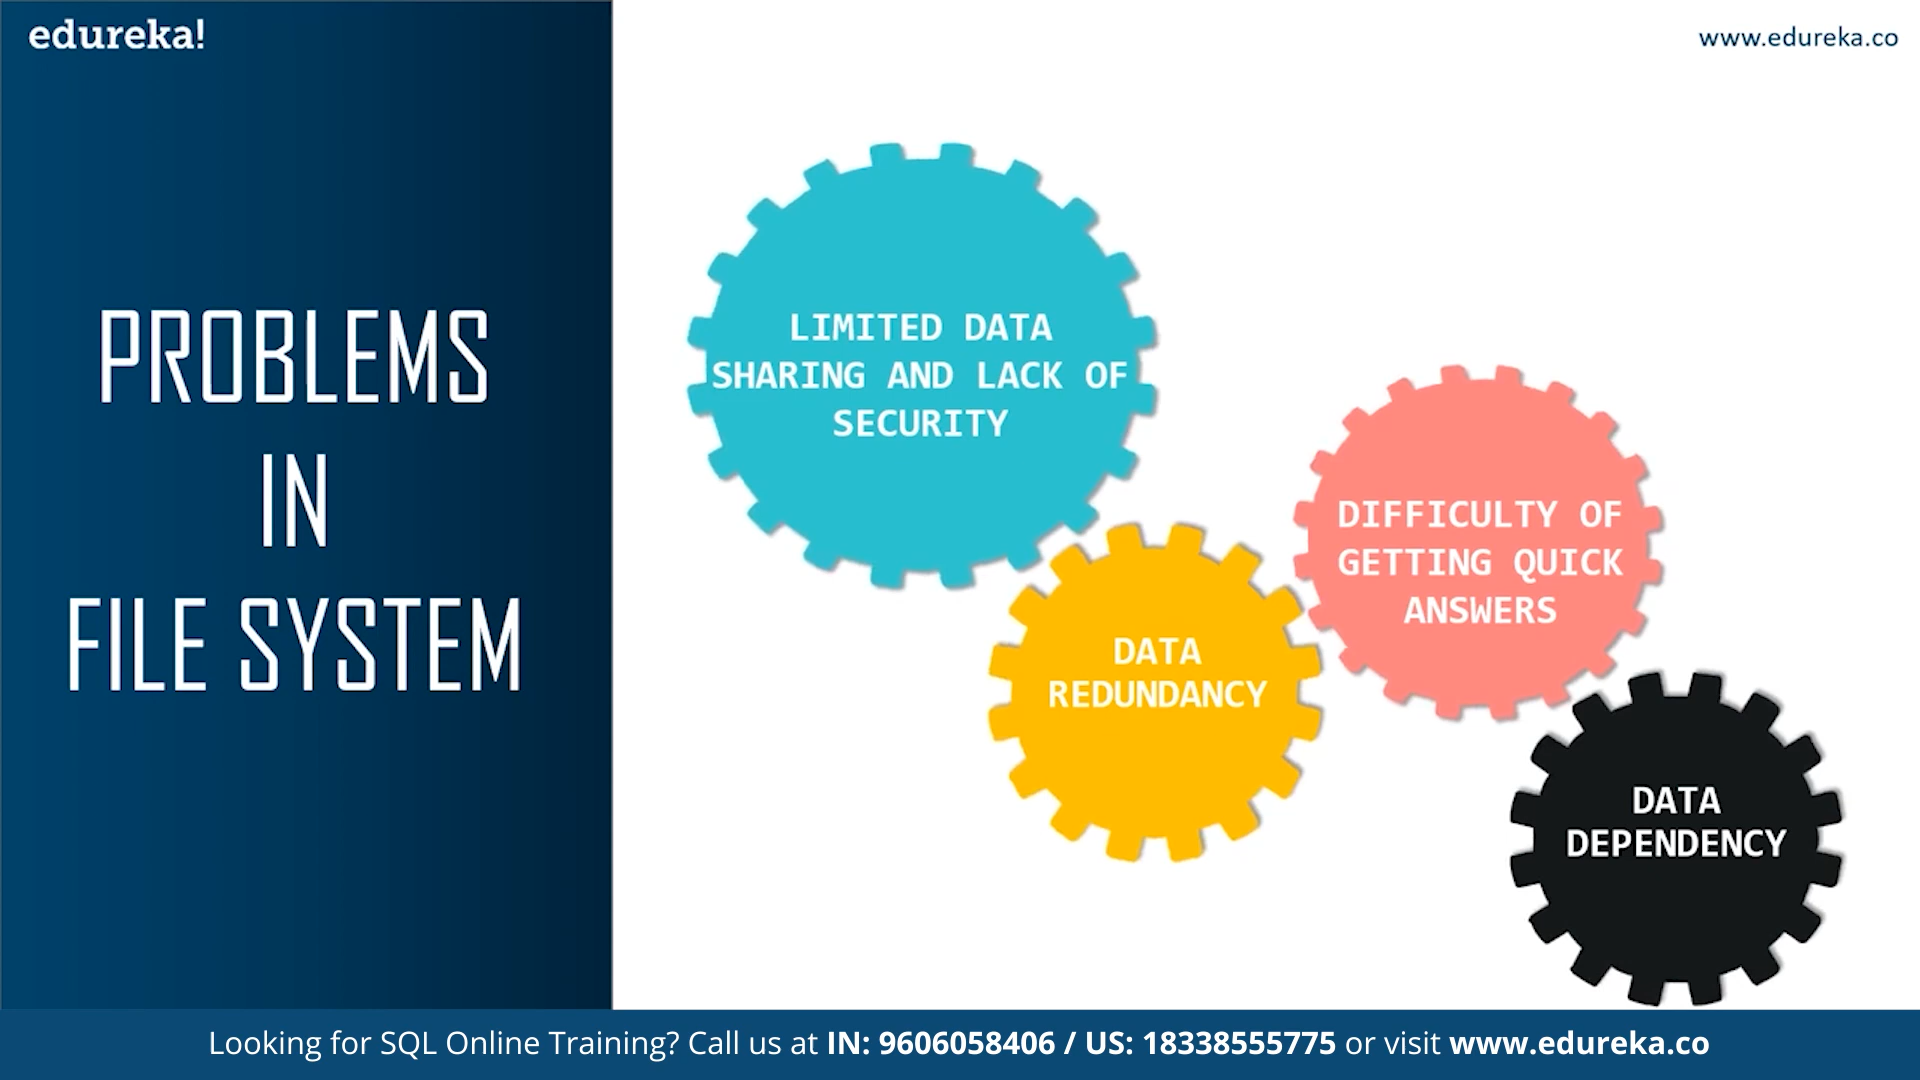 edureka!
www.edureka.co
PROBLEMS
IN
FILE SYSTEM
LIMITED DATA
SHARING AND LACK OF
SECURITY
DIFFICULTY OF
GETTING QUICK
ANSWERS
DATA
REDUNDANCY
DATA
DEPENDENCY
Looking for SQL Online Training? Call us at IN: 9606058406 / US: 18338555775 or visit www.edureka.co